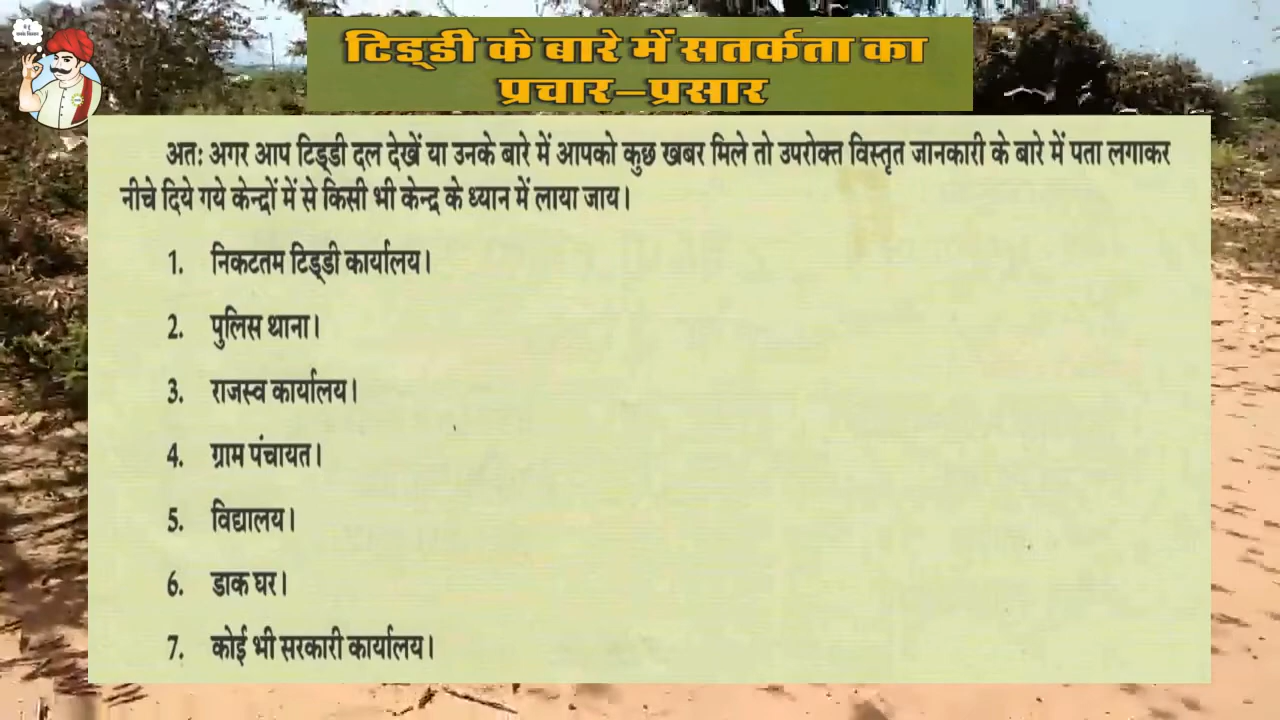 टिड्डी के बारे में सतर्कता का
प्रचार–प्रसार
अतः अगर आप टिड्डी दल देखें या उनके बारे में आपको कुछ खबर मिले तो उपरोक्त विस्तृत जानकारी के बारे में पता लगाकर
नीचे दिये गये केन्द्रों में से किसी भी केन्द्र के ध्यान में लाया जाय।
1. निकटतम टिड्डी कार्यालय।
2. पुलिस थाना।
3. राजस्व कार्यालय।
4. ग्राम पंचायत।
5. विद्यालय।
6. डाक घर।
7. कोई भी सरकारी कार्यालय।